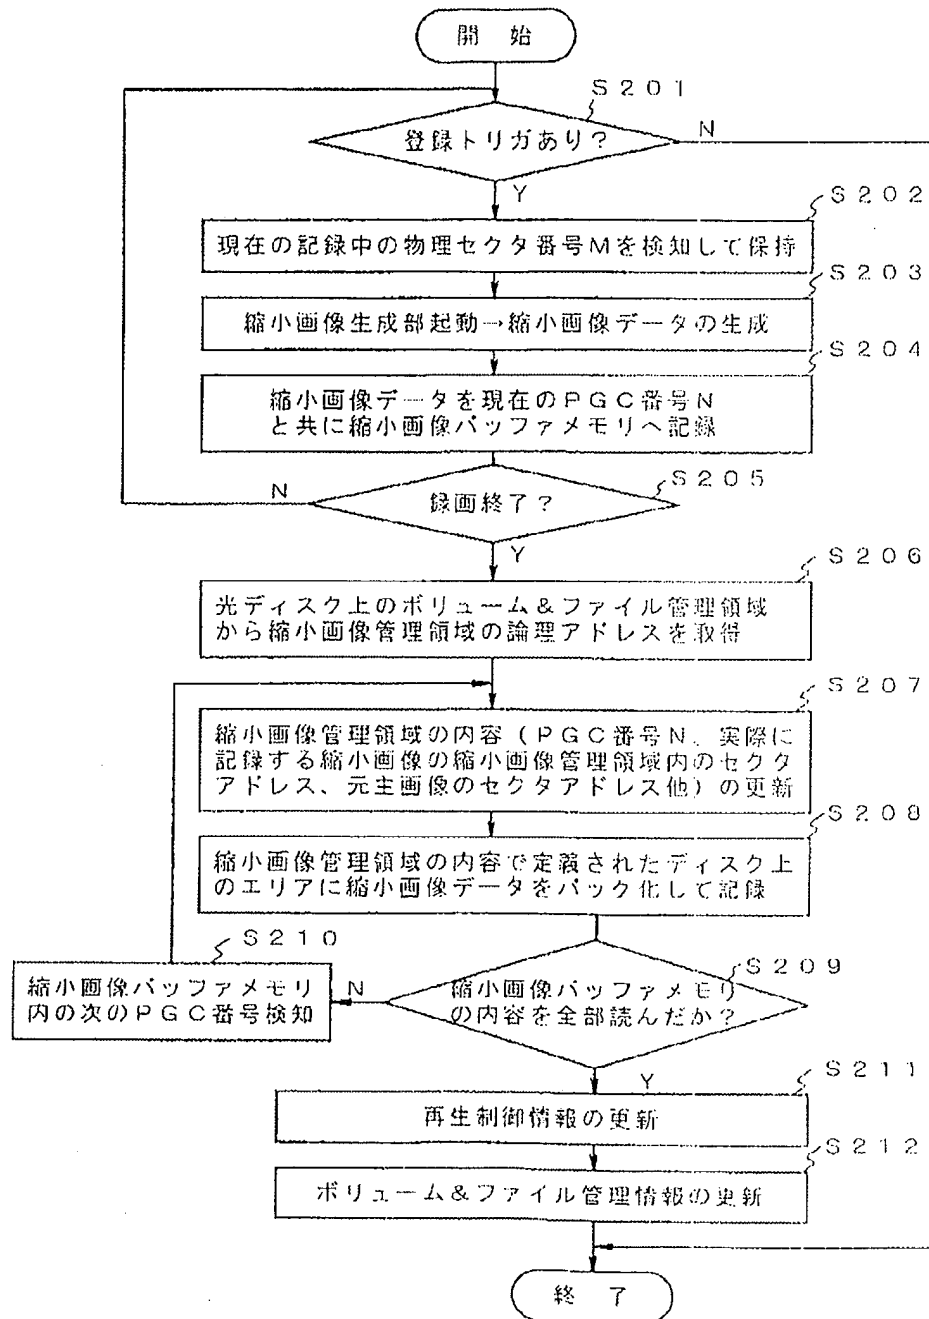 開 始
S201
登録トリガあり?
N
Y
S202
現在の記録中の物理セクタ番号Mを検知して保持
S203
縮小画像生成部起動→縮小画像データの生成
S204
縮小画像データを現在のPGC番号N
と共に縮小画像バッファメモリへ記録
S205
N
録画終了?
Y
S206
光ディスク上のボリューム&ファイル管理領域
から縮小画像管理領域の論理アドレスを取得
S207
縮小画像管理領域の内容(PGC番号N、実際に
記録する縮小画像の縮小画像管理領域内のセクタ
アドレス、元主画像のセクタアドレス他)の更新
S208
縮小画像管理領域の内容で定義されたディスク上
のエリアに縮小画像データをパック化して記録
S210
縮小画像バッファメモリ
内の次のPGC番号検知
N
S209
縮小画像バッファメモリ
の内容を全部読んだか?
Y
S211
再生制御情報の更新
S212
ボリューム&ファイル管理情報の更新
終 了